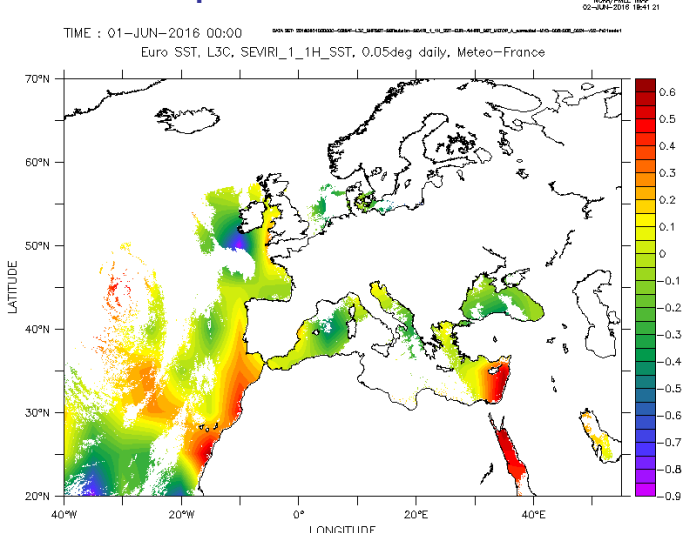 02-JUN-2016 18:41:21
TIME : 01-JUN-2016 00:00
Euro SST, L3C, SEVIRI_1_1H_SST, 0.05deg daily, Meteo-France
70°N
60°N
50°N
40°N
30°N
20°N
LATITUDE
40°W
20°W
0°
20°E
40°E
LONGITUDE
0.6
0.5
0.4
0.3
0.2
0.1
0
-0.1
-0.2
-0.3
-0.4
-0.5
-0.6
-0.7
-0.8
-0.9